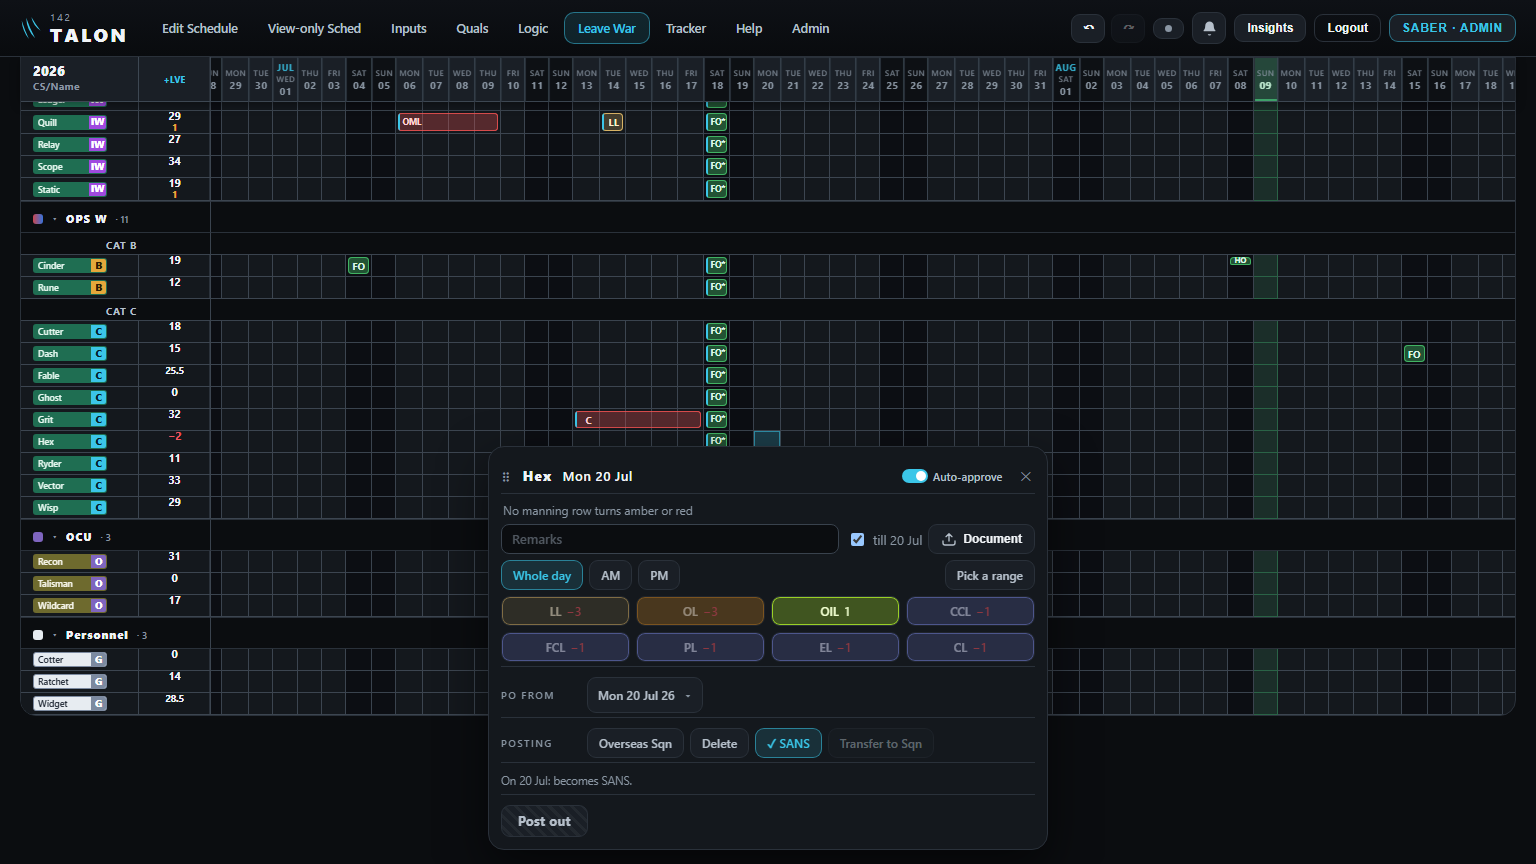 142
TALON
Edit Schedule
View-only Sched
Inputs
Quals
Logic
Leave War
Tracker
Help
Admin
Insights
Logout
SABER · ADMIN
2026
CS/Name
+LVE
MON 29
TUE 30
JUL WED 01
THU 02
FRI 03
SAT 04
SUN 05
MON 06
TUE 07
WED 08
THU 09
FRI 10
SAT 11
SUN 12
MON 13
TUE 14
WED 15
THU 16
FRI 17
SAT 18
SUN 19
MON 20
TUE 21
WED 22
THU 23
FRI 24
SAT 25
SUN 26
MON 27
TUE 28
WED 29
THU 30
FRI 31
AUG SAT 01
SUN 02
MON 03
TUE 04
WED 05
THU 06
FRI 07
SAT 08
SUN 09
MON 10
TUE 11
WED 12
THU 13
FRI 14
SAT 15
SUN 16
MON 17
TUE 18
Quill IW 29 1 OML LL FO*
Relay IW 27 FO*
Scope IW 34 FO*
Static IW 19 1 FO*
OPS W · 11
CAT B
Cinder B 19 FO FO* HO
Rune B 12 FO*
CAT C
Cutter C 18 FO*
Dash C 15 FO* FO
Fable C 25.5 FO*
Ghost C 0 FO*
Grit C 32 C FO*
Hex C −2 FO*
Ryder C 11
Vector C 33
Wisp C 29
OCU · 3
Recon O 31
Talisman O 0
Wildcard O 17
Personnel · 3
Cotter G 0
Ratchet G 14
Widget G 28.5
Hex Mon 20 Jul
Auto-approve
No manning row turns amber or red
Remarks
till 20 Jul
Document
Whole day
AM
PM
Pick a range
LL −3
OL −3
OIL 1
CCL −1
FCL −1
PL −1
EL −1
CL −1
PO FROM
Mon 20 Jul 26
POSTING
Overseas Sqn
Delete
✓ SANS
Transfer to Sqn
On 20 Jul: becomes SANS.
Post out